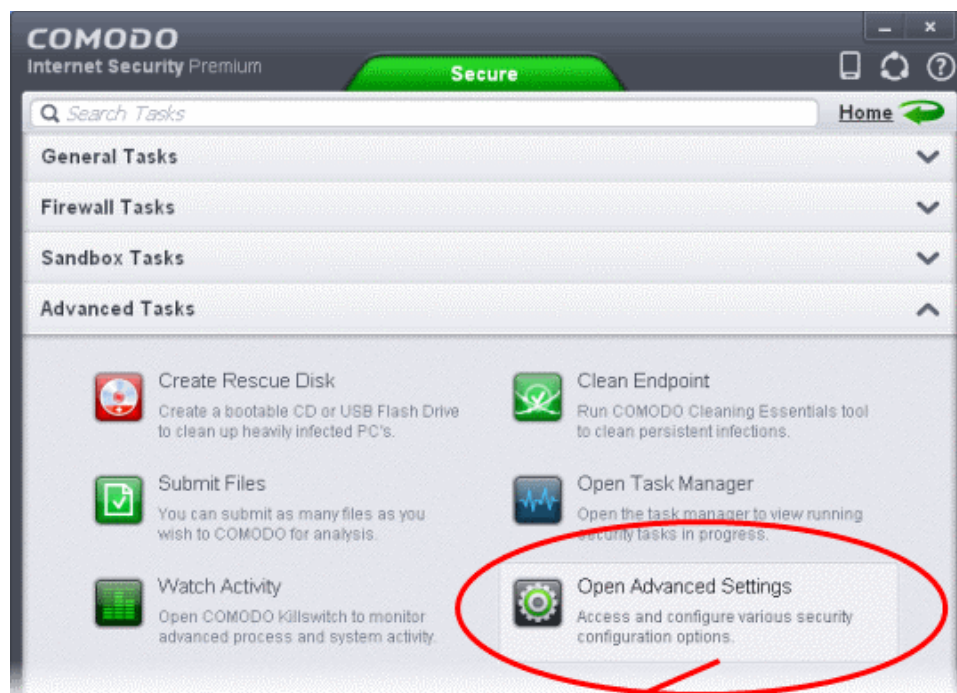 COMODO
Internet Security Premium
Secure
Search Tasks
Home
General Tasks
Firewall Tasks
Sandbox Tasks
Advanced Tasks
Create Rescue Disk
Create a bootable CD or USB Flash Drive
to clean up heavily infected PC's.
Clean Endpoint
Run COMODO Cleaning Essentials tool
to clean persistent infections.
Submit Files
You can submit as many files as you
wish to COMODO for analysis.
Open Task Manager
Open the task manager to view running
security tasks in progress.
Watch Activity
Open COMODO Killswitch to monitor
advanced process and system activity.
Open Advanced Settings
Access and configure various security
configuration options.